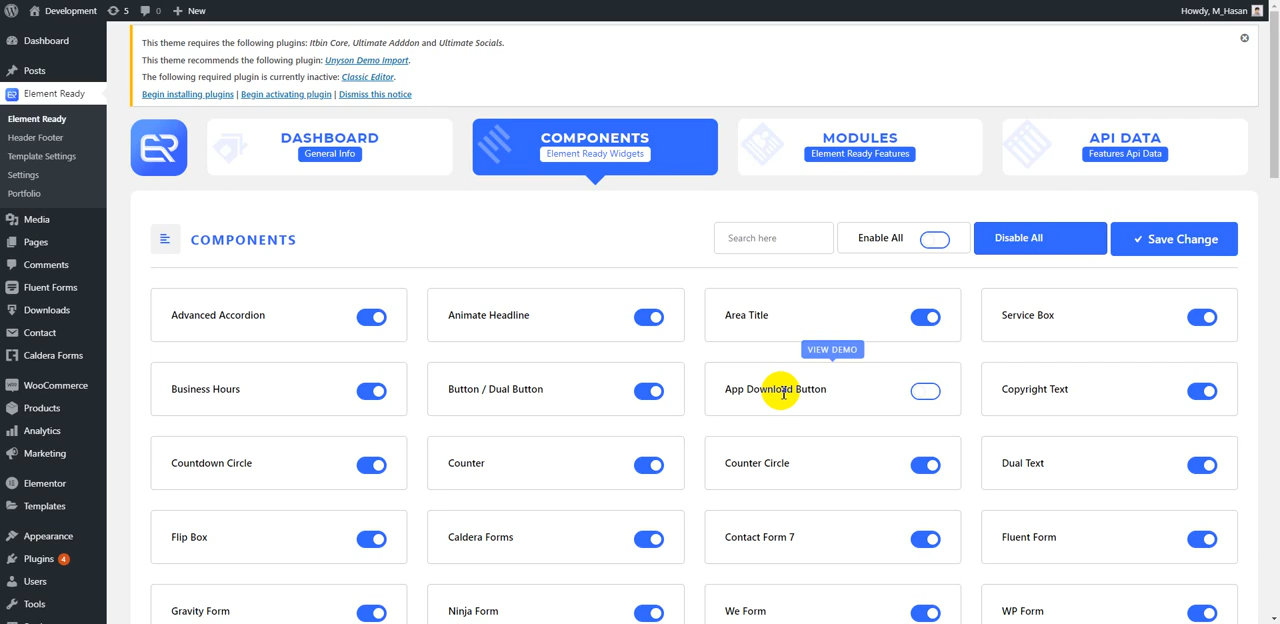 Development 5 0 New Howdy, M_Hasan
Dashboard
Posts
Element Ready
Element Ready
Header Footer
Template Settings
Settings
Portfolio
Media
Pages
Comments
Fluent Forms
Downloads
Contact
Caldera Forms
WooCommerce
Products
Analytics
Marketing
Elementor
Templates
Appearance
Plugins 4
Users
Tools
This theme requires the following plugins: Itbin Core, Ultimate Adddon and Ultimate Socials.
This theme recommends the following plugin: Unyson Demo Import.
The following required plugin is currently inactive: Classic Editor.
Begin installing plugins | Begin activating plugin | Dismiss this notice
ER
DASHBOARD
General Info
COMPONENTS
Element Ready Widgets
MODULES
Element Ready Features
API DATA
Features Api Data
COMPONENTS Search here Enable All Disable All ✔ Save Change
Advanced Accordion Animate Headline Area Title Service Box
VIEW DEMO
Business Hours Button / Dual Button App Download Button Copyright Text
Countdown Circle Counter Counter Circle Dual Text
Flip Box Caldera Forms Contact Form 7 Fluent Form
Gravity Form Ninja Form We Form WP Form